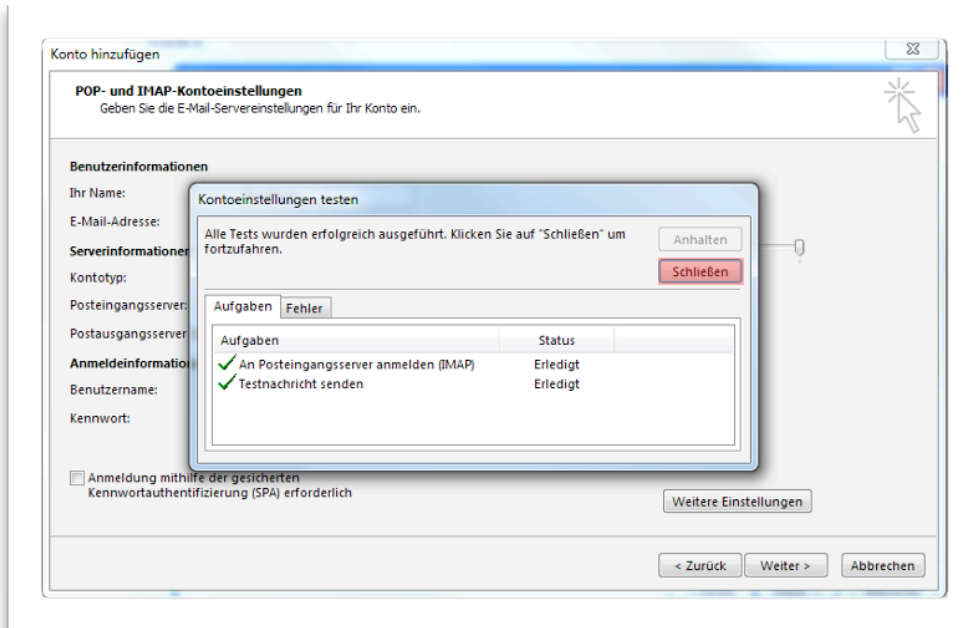 Konto hinzufügen
POP- und IMAP-Kontoeinstellungen
Geben Sie die E-Mail-Servereinstellungen für Ihr Konto ein.
Benutzerinformationen
Ihr Name:
E-Mail-Adresse:
Serverinformationen
Kontotyp:
Posteingangsserver:
Postausgangsserver
Anmeldeinformation
Benutzername:
Kennwort:
Kontoeinstellungen testen
Alle Tests wurden erfolgreich ausgeführt. Klicken Sie auf "Schließen" um
fortzufahren.
Anhalten
Schließen
Aufgaben Fehler
Aufgaben Status
An Posteingangsserver anmelden (IMAP) Erledigt
Testnachricht senden Erledigt
Anmeldung mithilfe der gesicherten
Kennwortauthentifizierung (SPA) erforderlich
Weitere Einstellungen
< Zurück Weiter > Abbrechen